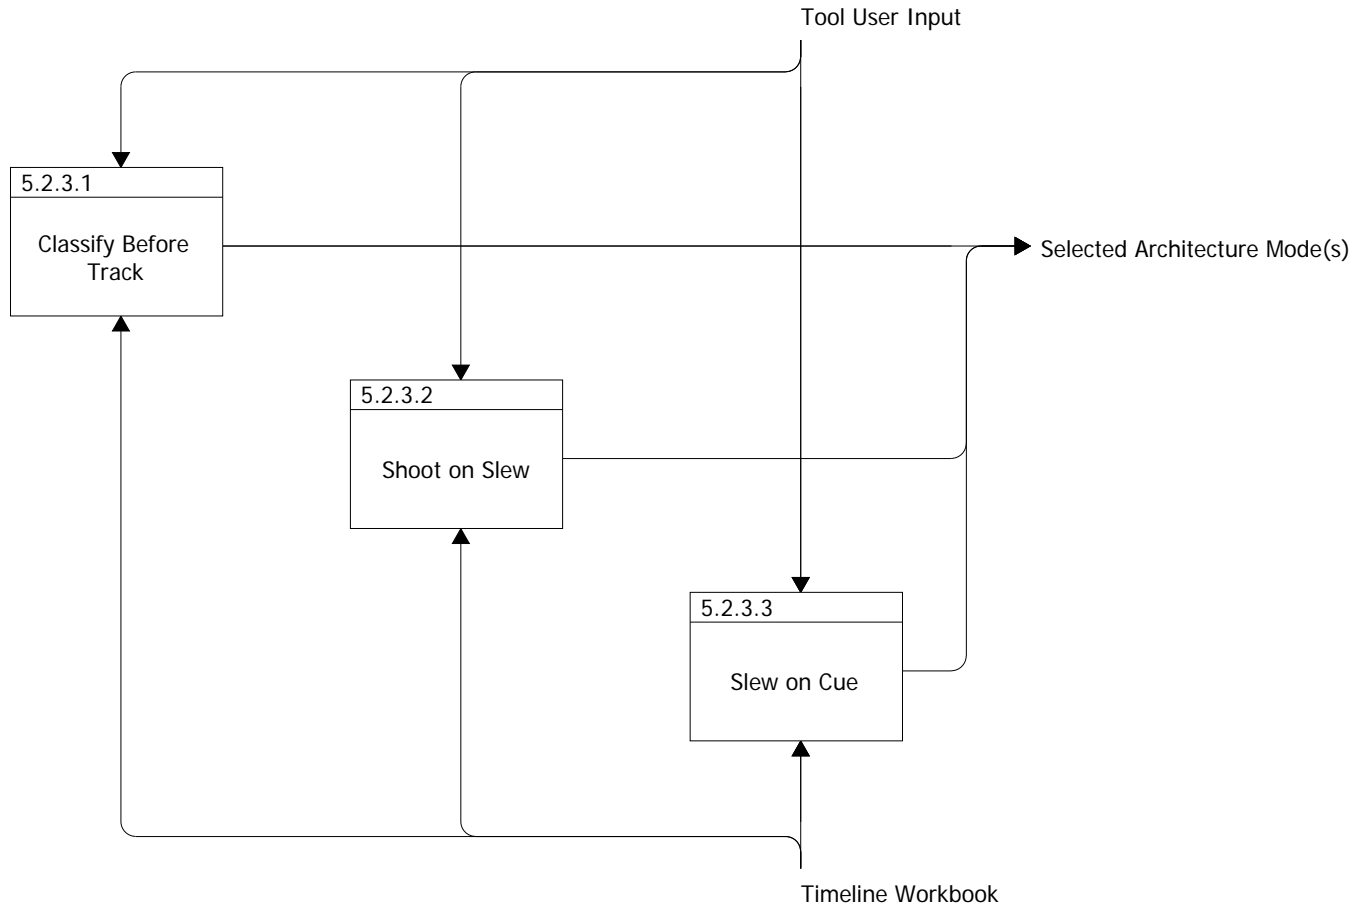 Tool User Input
5.2.3.1
Classify Before
Track
Selected Architecture Mode(s)
5.2.3.2
Shoot on Slew
5.2.3.3
Slew on Cue
Timeline Workbook